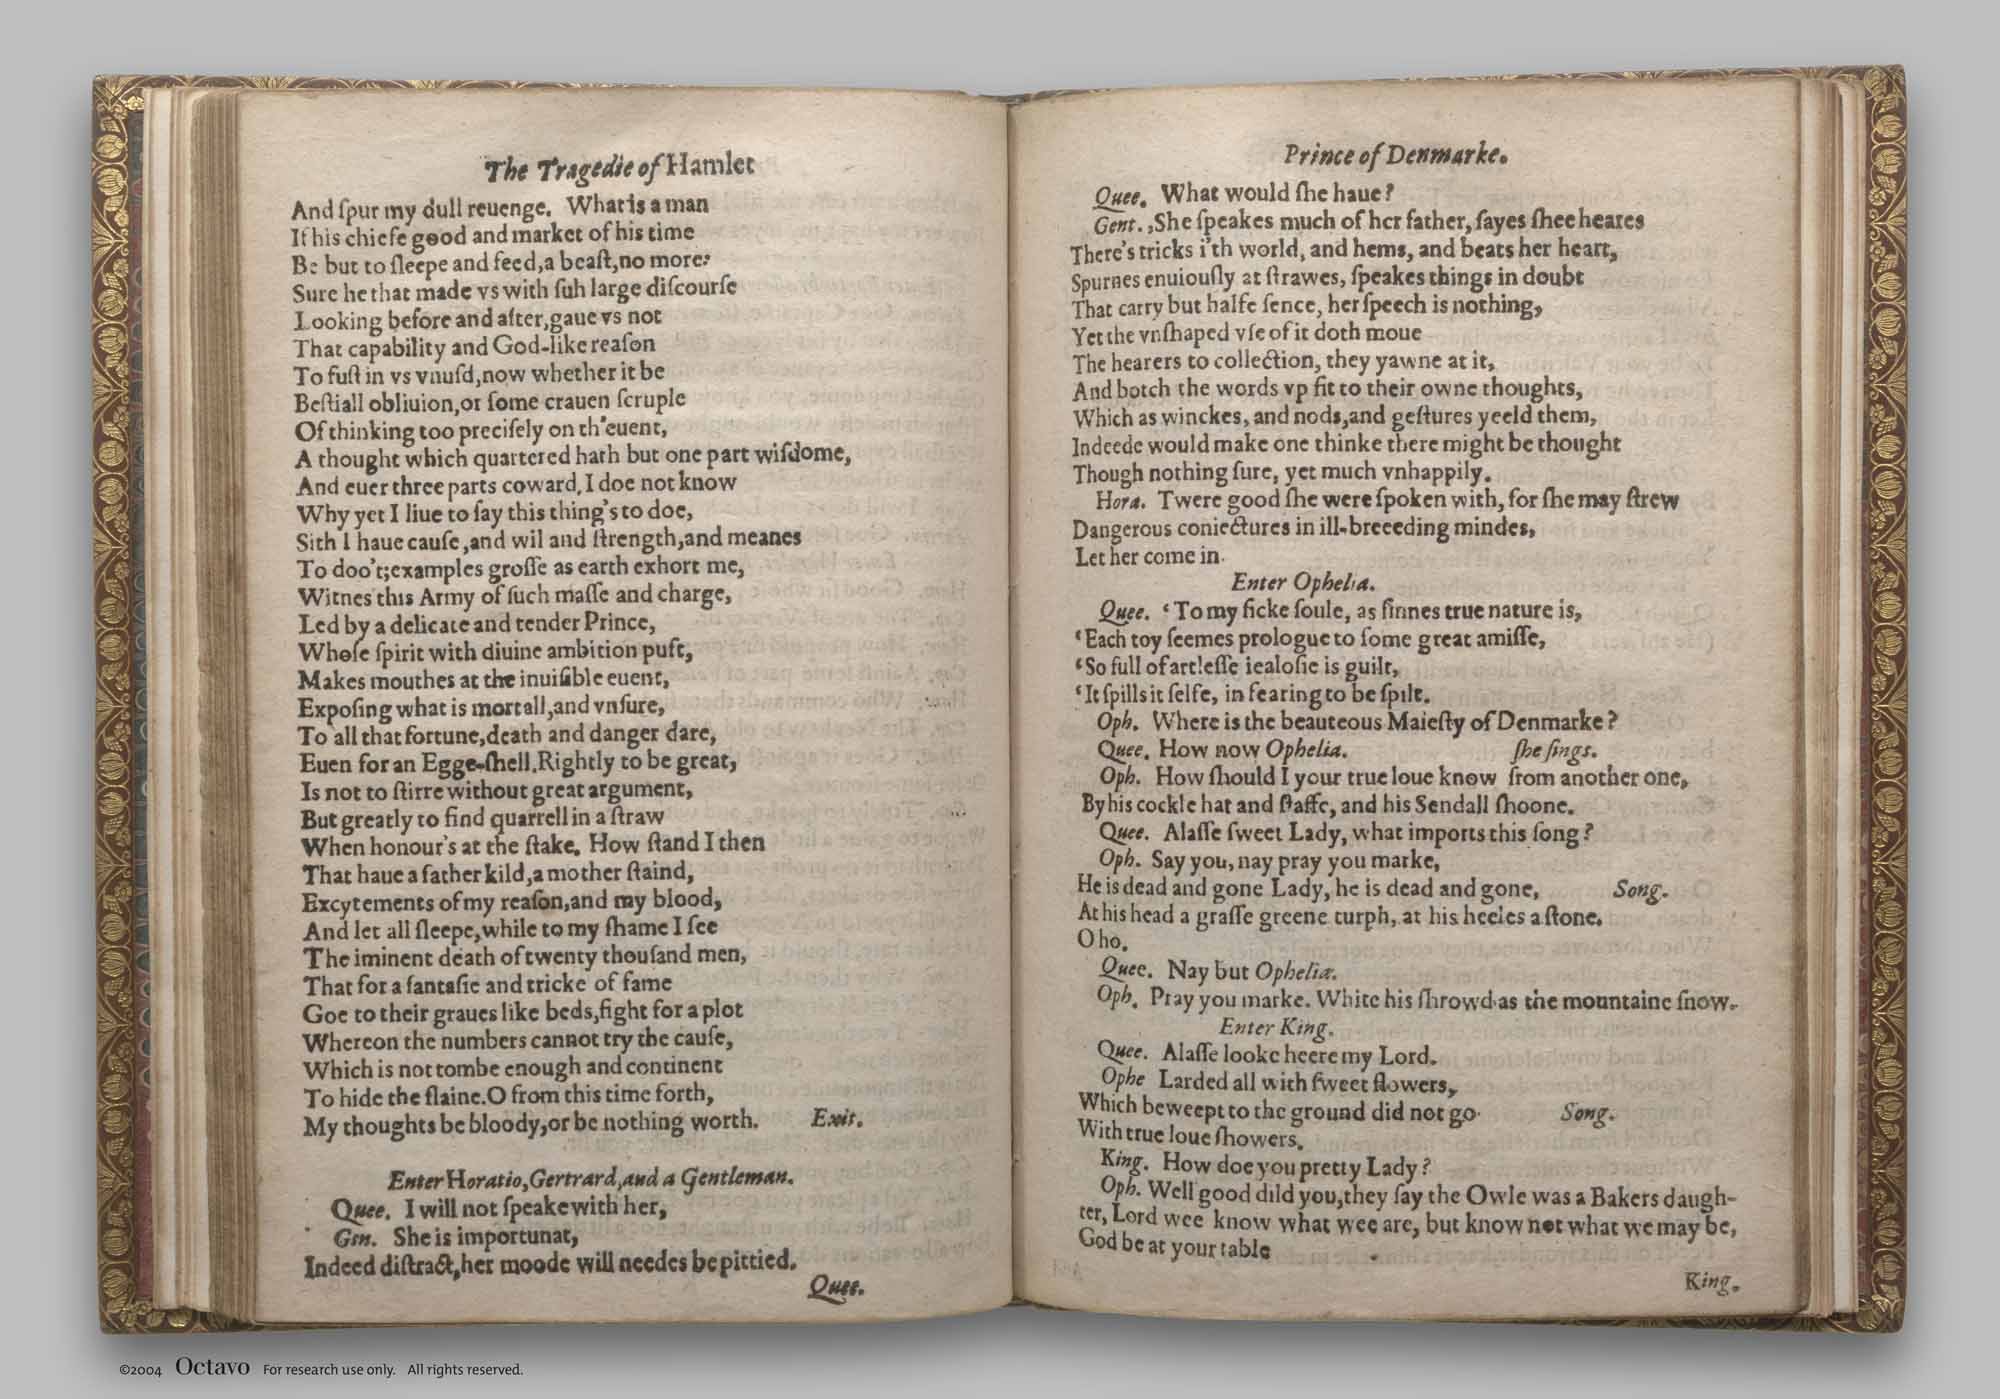 The Tragedie of Hamlet
And ſpur my dull reuenge. What is a man
If his chiefe good and market of his time
Be but to ſleepe and feed, a beaſt, no more:
Sure he that made vs with ſuh large diſcourſe
Looking before and after, gaue vs not
That capability and God-like reaſon
To fuſt in vs vnuſd, now whether it be
Beſtiall obliuion, or ſome crauen ſcruple
Of thinking too preciſely on th'euent,
A thought which quartered hath but one part wiſdome,
And euer three parts coward, I doe not know
Why yet I liue to ſay this thing's to doe,
Sith I haue cauſe, and wil and ſtrength, and meanes
To doo't; examples groſſe as earth exhort me,
Witnes this Army of ſuch maſſe and charge,
Led by a delicate and tender Prince,
Whoſe ſpirit with diuine ambition puft,
Makes mouthes at the inuiſible euent,
Expoſing what is mortall, and vnſure,
To all that fortune, death and danger dare,
Euen for an Egge-ſhell. Rightly to be great,
Is not to ſtirre without great argument,
But greatly to find quarrell in a ſtraw
When honour's at the ſtake. How ſtand I then
That haue a father kild, a mother ſtaind,
Excytements of my reaſon, and my blood,
And let all ſleepe, while to my ſhame I ſee
The iminent death of twenty thouſand men,
That for a fantaſie and tricke of fame
Goe to their graues like beds, fight for a plot
Whereon the numbers cannot try the cauſe,
Which is not tombe enough and continent
To hide the ſlaine. O from this time forth,
My thoughts be bloody, or be nothing worth. Exit.
Enter Horatio, Gertrard, and a Gentleman.
Quee. I will not ſpeake with her,
Gen. She is importunat,
Indeed diſtract, her moode will needes be pittied.
Quee.
Prince of Denmarke.
Quee. What would ſhe haue?
Gent. ,She ſpeakes much of her father, ſayes ſhee heares
There's tricks i'th world, and hems, and beats her heart,
Spurnes enuiouſly at ſtrawes, ſpeakes things in doubt
That carry but halfe ſence, her ſpeech is nothing,
Yet the vnſhaped vſe of it doth moue
The hearers to collection, they yawne at it,
And botch the words vp fit to their owne thoughts,
Which as winckes, and nods, and geſtures yeeld them,
Indeede would make one thinke there might be thought
Though nothing ſure, yet much vnhappily.
Hora. Twere good ſhe were ſpoken with, for ſhe may ſtrew
Dangerous coniectures in ill-breeeding mindes,
Let her come in.
Enter Ophelia.
Quee. ‘To my ſicke ſoule, as ſinnes true nature is,
‘Each toy ſeemes prologue to ſome great amiſſe,
‘So full of artleſſe iealoſie is guilt,
‘It ſpills it ſelfe, in fearing to be ſpilt.
Oph. Where is the beauteous Maieſty of Denmarke?
Quee. How now Ophelia. ſhe ſings.
Oph. How ſhould I your true loue know from another one,
By his cockle hat and ſtaffe, and his Sendall ſhoone.
Quee. Alaſſe ſweet Lady, what imports this ſong?
Oph. Say you, nay pray you marke,
He is dead and gone Lady, he is dead and gone, Song.
At his head a graſſe greene turph, at his heeles a ſtone.
O ho.
Quee. Nay but Ophelia.
Oph. Pray you marke. White his ſhrowd as the mountaine ſnow.
Enter King.
Quee. Alaſſe looke heere my Lord.
Ophe Larded all with ſweet flowers,
Which beweept to the ground did not go Song.
With true loue ſhowers.
King. How doe you pretty Lady?
Oph. Well good dild you, they ſay the Owle was a Bakers daugh-
ter, Lord wee know what wee are, but know not what we may be,
God be at your table
King.
©2004 Octavo For research use only. All rights reserved.